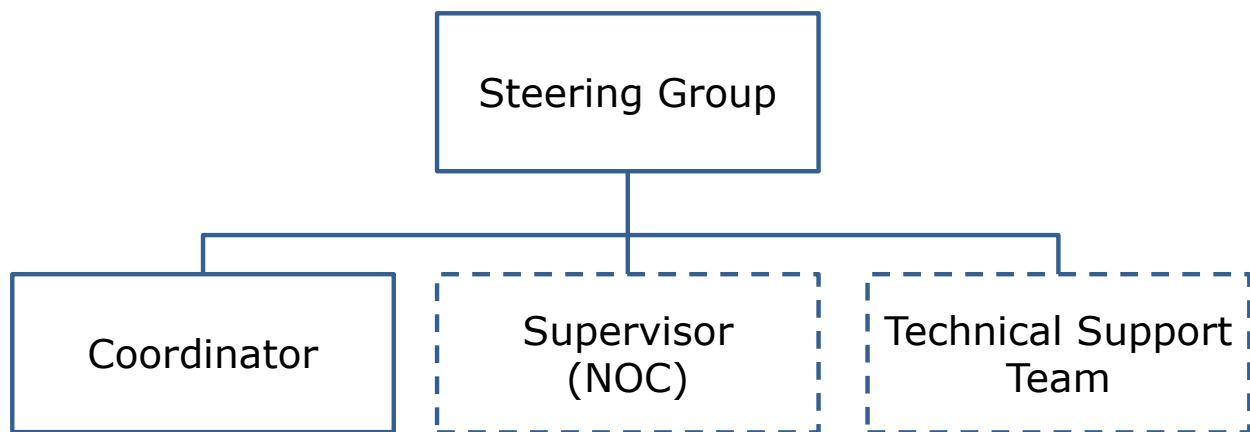 Steering Group
Coordinator
Supervisor
(NOC)
Technical Support
Team